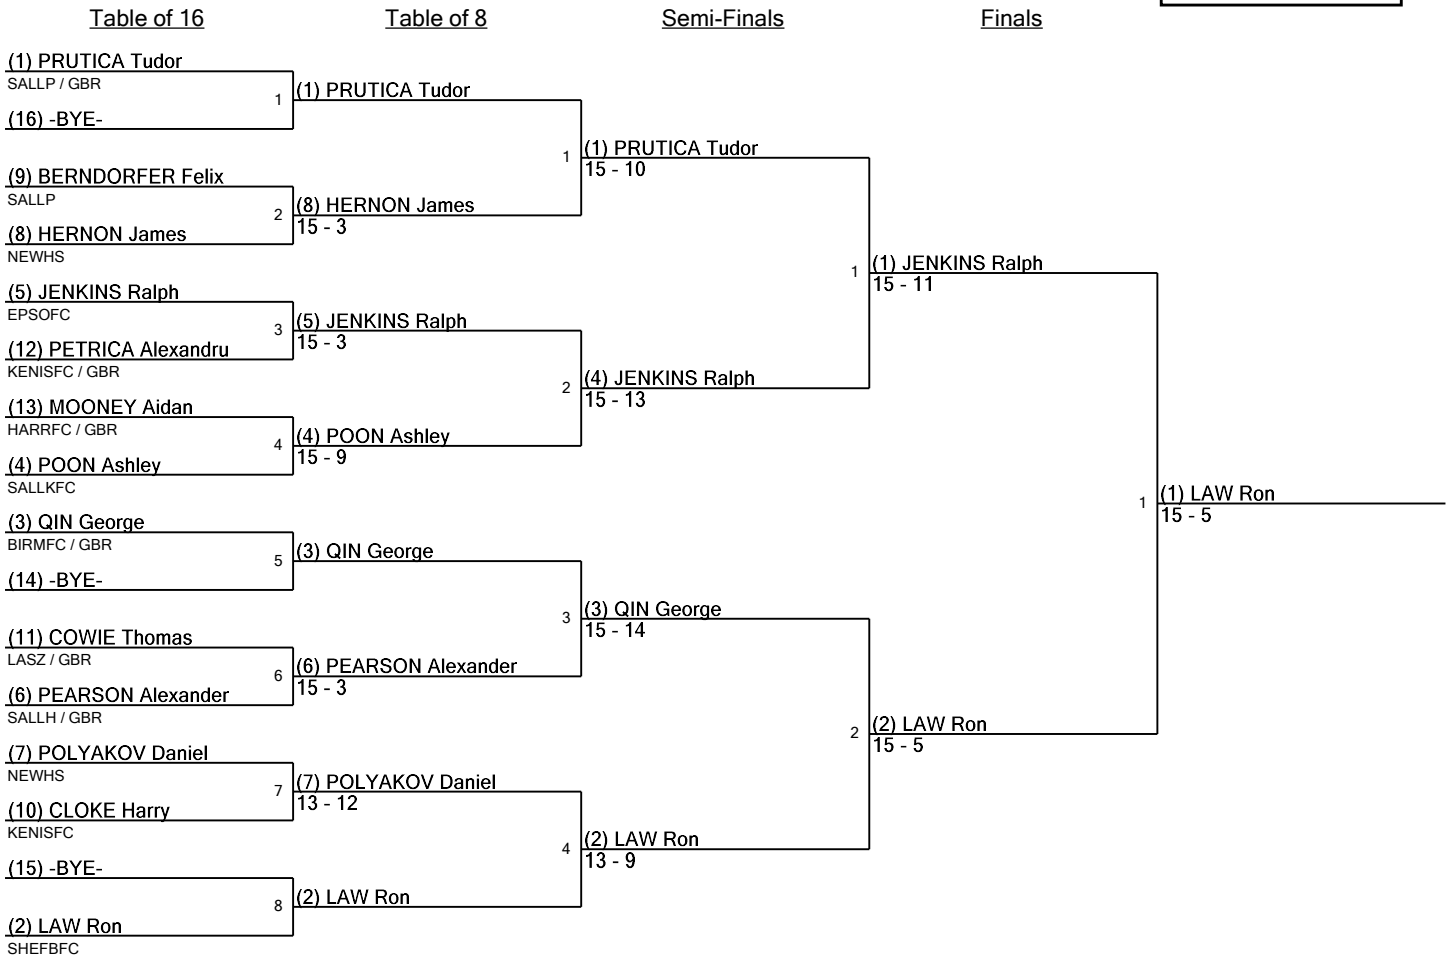 Table of 16
Table of 8
Semi-Finals
Finals
(1) PRUTICA Tudor
SALLP / GBR
1
(16) -BYE-
(9) BERNDORFER Felix
SALLP
2
(8) HERNON James
NEWHS
(5) JENKINS Ralph
EPSOFC
3
(12) PETRICA Alexandru
KENISFC / GBR
(13) MOONEY Aidan
HARRFC / GBR
4
(4) POON Ashley
SALLKFC
(3) QIN George
BIRMFC / GBR
5
(14) -BYE-
(11) COWIE Thomas
LASZ / GBR
6
(6) PEARSON Alexander
SALLH / GBR
(7) POLYAKOV Daniel
NEWHS
7
(10) CLOKE Harry
KENISFC
(15) -BYE-
8
(2) LAW Ron
SHEFBFC
(1) PRUTICA Tudor
1
(8) HERNON James
15 - 3
(5) JENKINS Ralph
15 - 3
2
(4) POON Ashley
15 - 9
(3) QIN George
3
(6) PEARSON Alexander
15 - 3
(7) POLYAKOV Daniel
13 - 12
4
(2) LAW Ron
(1) PRUTICA Tudor
15 - 10
1
(4) JENKINS Ralph
15 - 13
(3) QIN George
15 - 14
2
(2) LAW Ron
13 - 9
(1) JENKINS Ralph
15 - 11
1
(2) LAW Ron
15 - 5
(1) LAW Ron
15 - 5